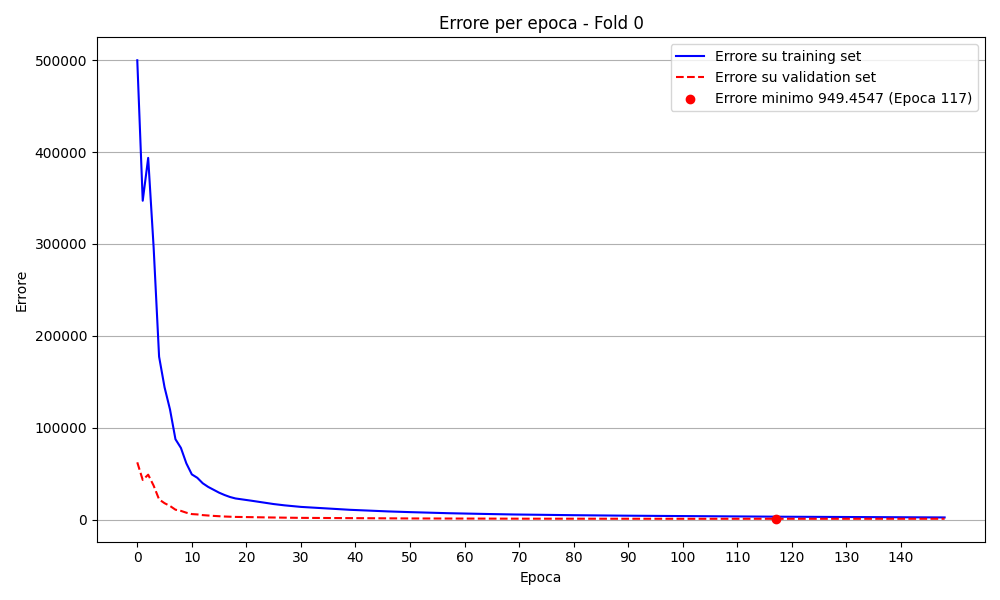 Errore per epoca - Fold 0
Errore su training set
Errore su validation set
Errore minimo 949.4547 (Epoca 117)
Errore
500000
400000
300000
200000
100000
0
0 10 20 30 40 50 60 70 80 90 100 110 120 130 140
Epoca